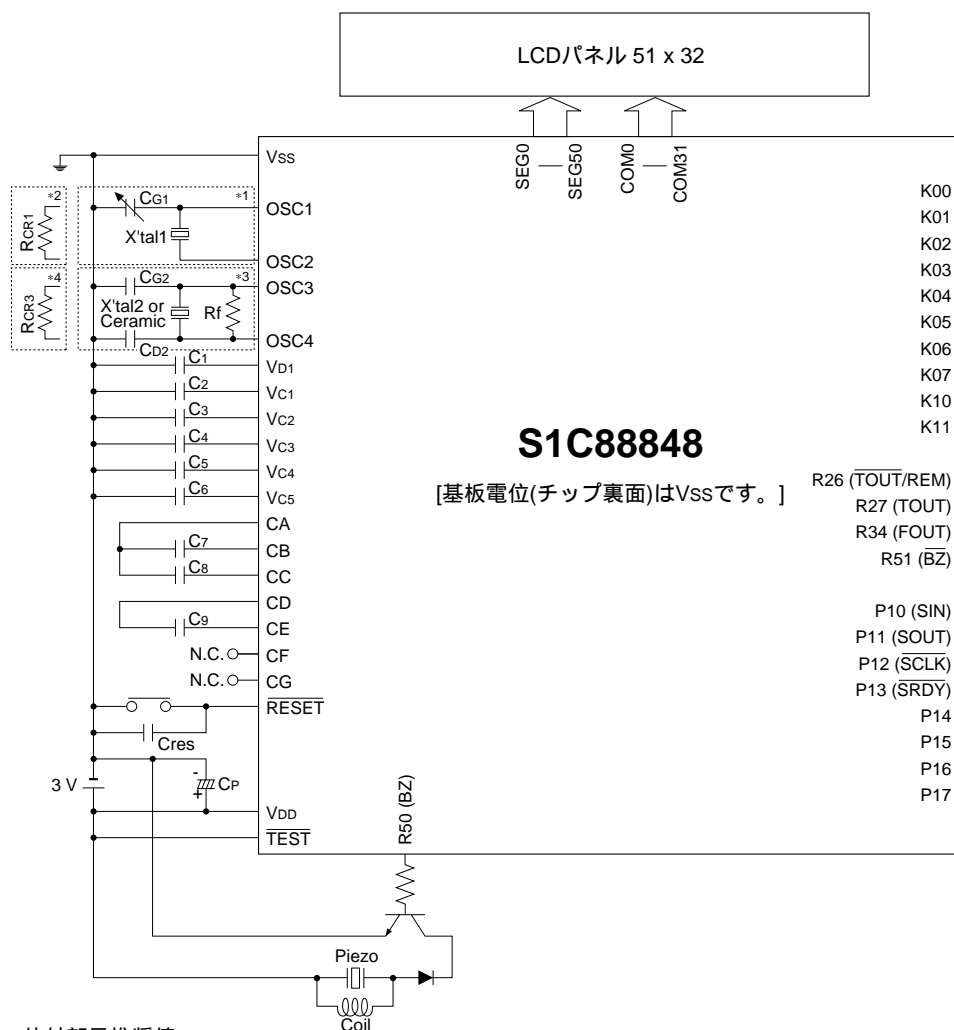 LCDパネル 51 x 32
SEG0
SEG50
COM0
COM31
VSS
*2
RCR1
CG1
*1
X'tal1
OSC1
OSC2
*4
RCR3
CG2
*3
X'tal2 or
Ceramic
Rf
CD2
OSC3
OSC4
C1
VD1
C2
VC1
C3
VC2
C4
VC3
C5
VC4
C6
VC5
CA
C7
CB
C8
CC
CD
C9
CE
N.C.
CF
N.C.
CG
RESET
Cres
3 V
-
+
CP
VDD
TEST
S1C88848
[基板電位(チップ裏面)はVSSです。]
K00
K01
K02
K03
K04
K05
K06
K07
K10
K11
R26 (TOUT/REM)
R27 (TOUT)
R34 (FOUT)
R51 (BZ)
P10 (SIN)
P11 (SOUT)
P12 (SCLK)
P13 (SRDY)
P14
P15
P16
P17
R50 (BZ)
Piezo
Coil